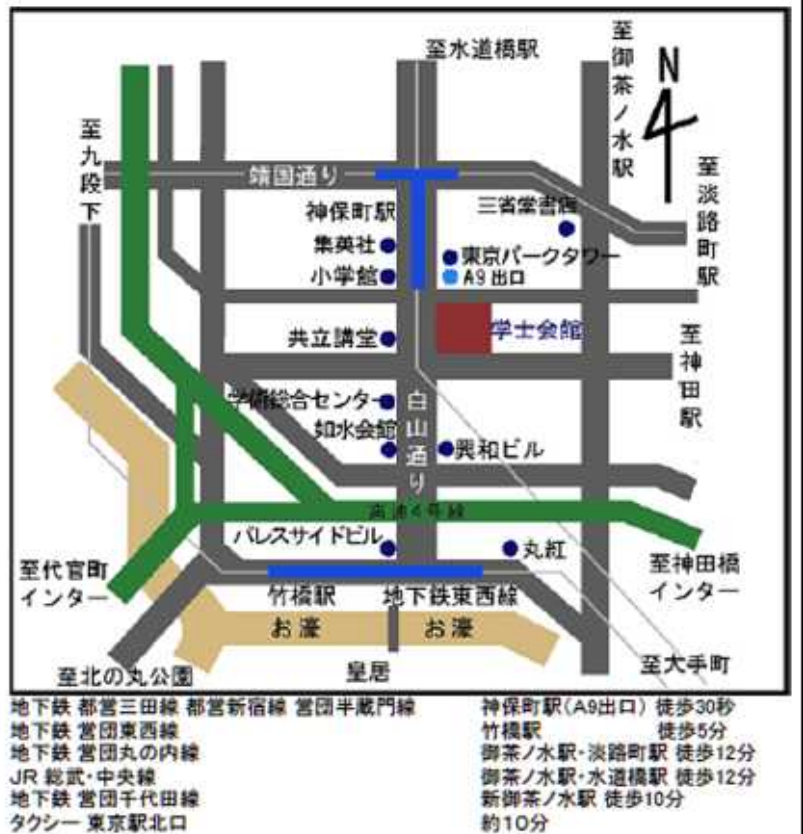 至水道橋駅
至御茶ノ水駅
N
至九段下
靖国通り
至淡路町駅
神保町駅
三省堂書店
集英社
東京パークタワー
小学館
A9出口
共立講堂
学士会館
至神田駅
学術総合センター
白山通り
如水会館
興和ビル
高速4号線
パレスサイドビル
丸紅
至代官町
インター
至神田橋
インター
竹橋駅
地下鉄東西線
お濠
お濠
至北の丸公園
皇居
至大手町
地下鉄 都営三田線 都営新宿線 営団半蔵門線 神保町駅(A9出口) 徒歩30秒
地下鉄 営団東西線 竹橋駅 徒歩5分
地下鉄 営団丸の内線 御茶ノ水駅・淡路町駅 徒歩12分
JR 総武・中央線 御茶ノ水駅・水道橋駅 徒歩12分
地下鉄 営団千代田線 新御茶ノ水駅 徒歩10分
タクシー 東京駅北口 約10分